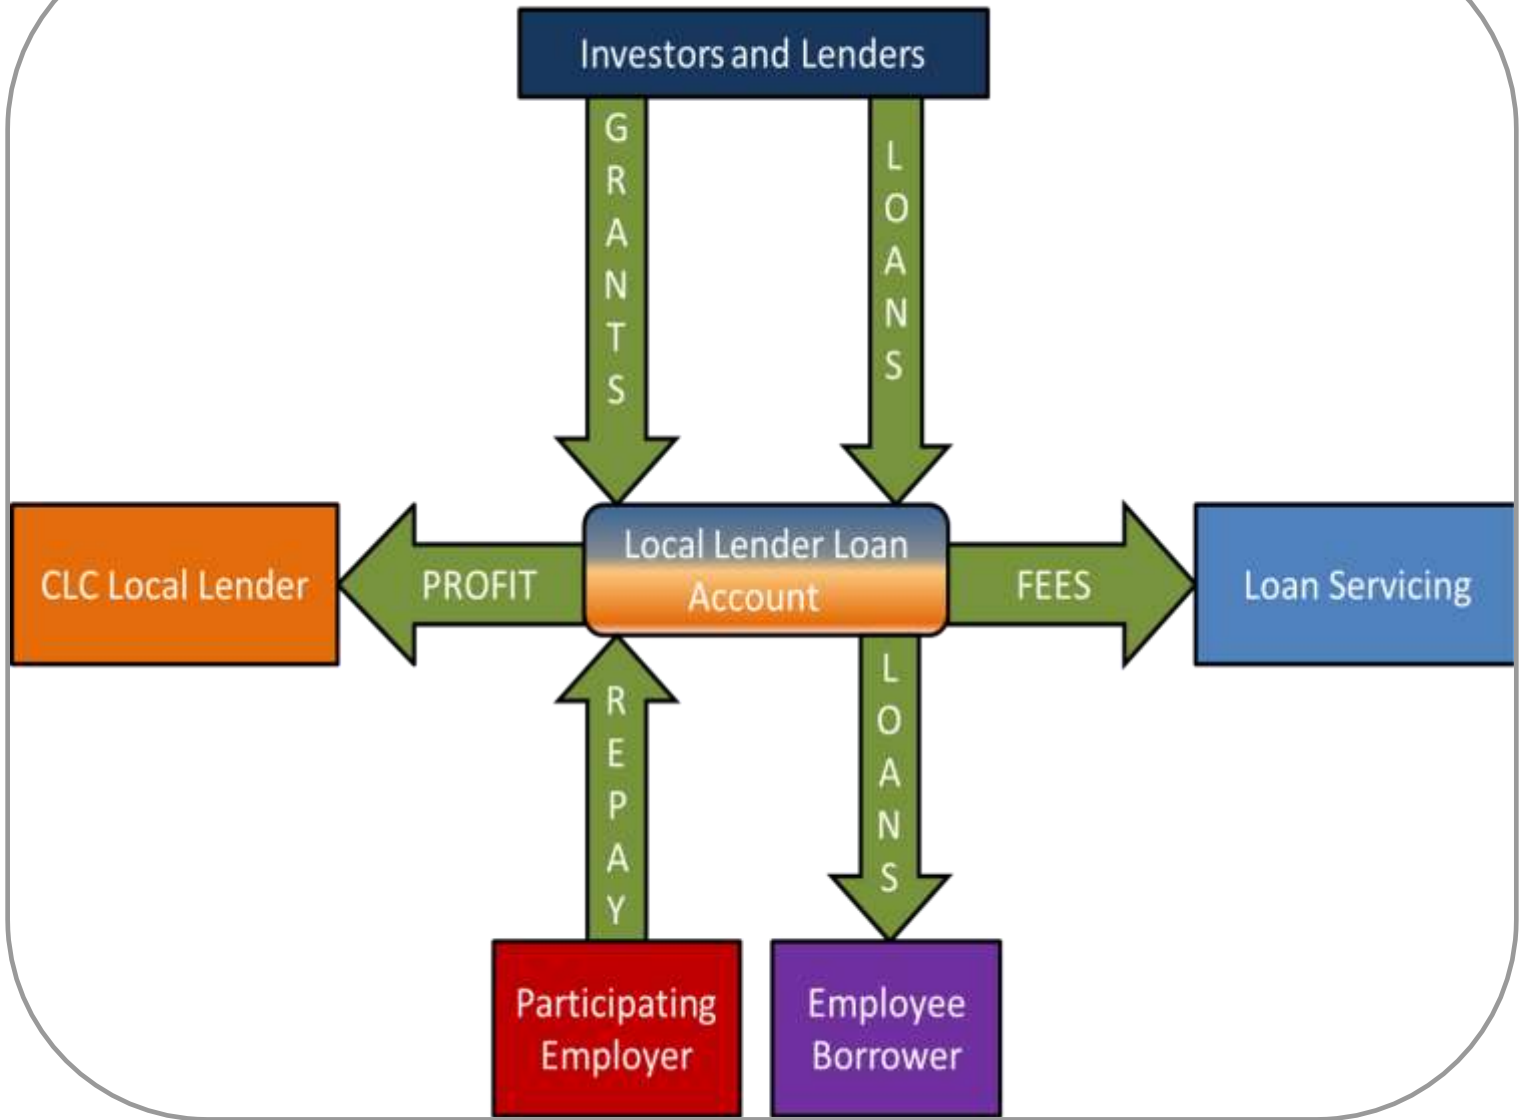 Investors and Lenders
GRANTS
LOANS
CLC Local Lender
PROFIT
Local Lender Loan
Account
FEES
Loan Servicing
REPAY
LOANS
Participating
Employer
Employee
Borrower